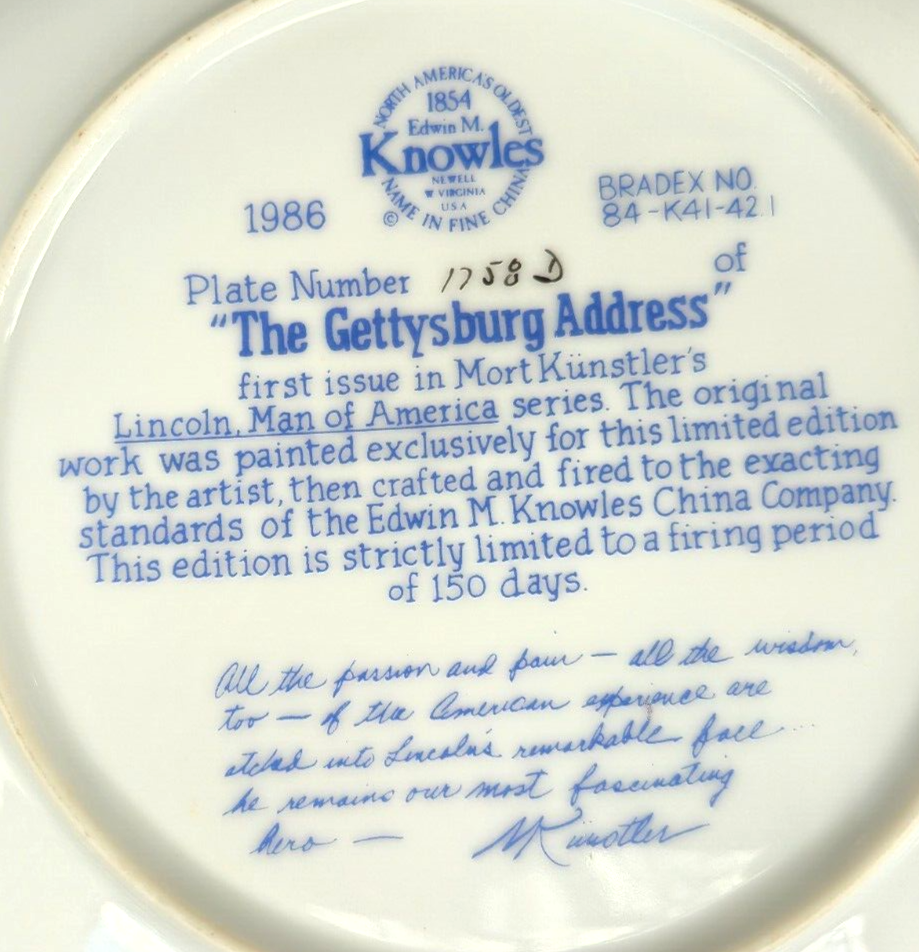 NORTH AMERICA'S OLDEST
1854
Edwin M.
Knowles
NEWELL
W VIRGINIA
USA
© NAME IN FINE CHINA
1986
BRADEX NO.
84-K41-42.1
Plate Number 1758 D of
"The Gettysburg Address"
first issue in Mort Künstler's
Lincoln, Man of America series. The original
work was painted exclusively for this limited edition
by the artist, then crafted and fired to the exacting
standards of the Edwin M. Knowles China Company.
This edition is strictly limited to a firing period
of 150 days.
All the passion and pain — all the wisdom,
too — of the American experience are
etched into Lincoln's remarkable face ...
he remains our most fascinating
hero — MKünstler